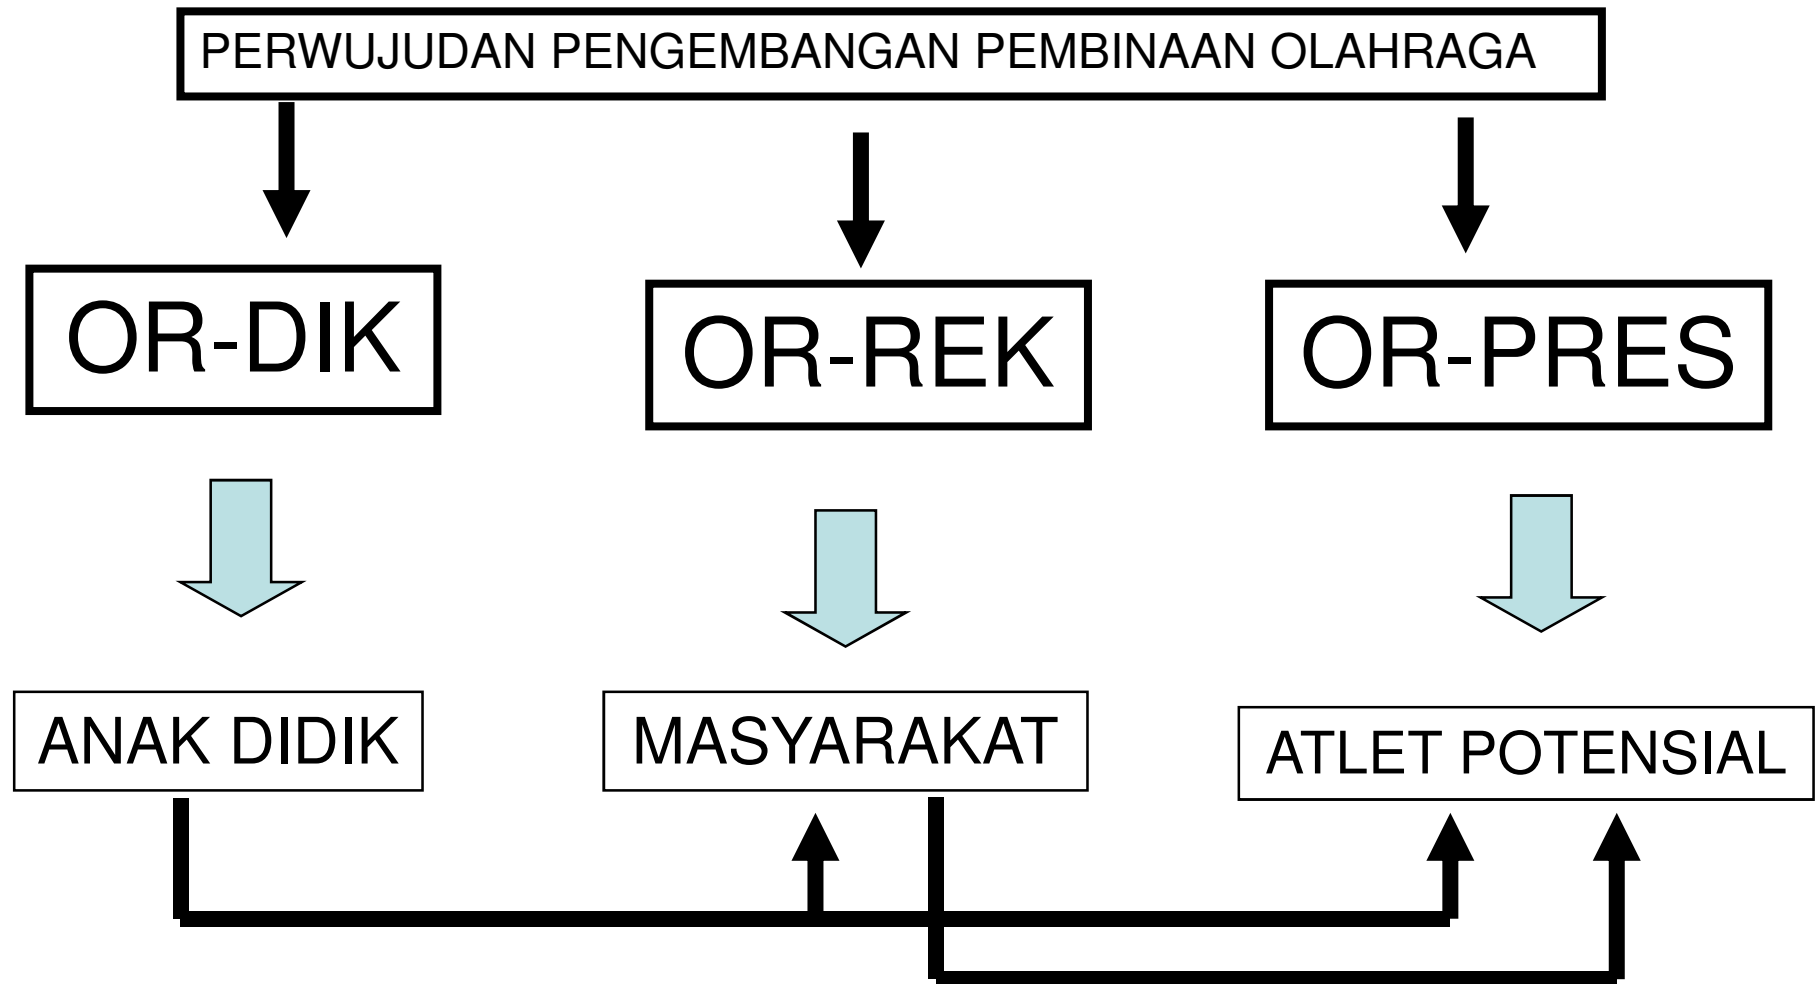 PERWUJUDAN PENGEMBANGAN PEMBINAAN OLAHRAGA
OR-DIK
OR-REK
OR-PRES
ANAK DIDIK
MASYARAKAT
ATLET POTENSIAL